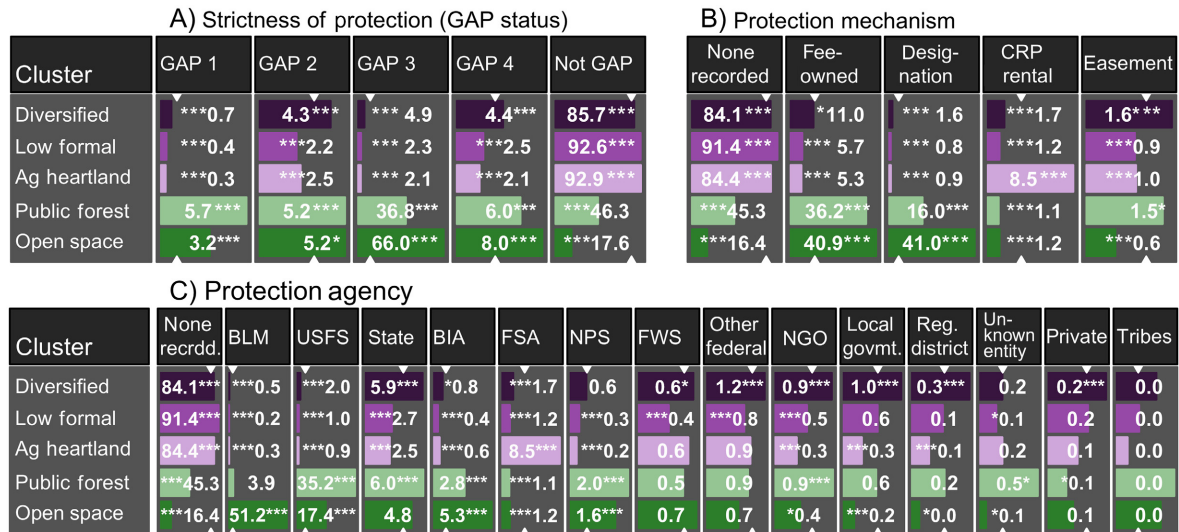 A) Strictness of protection (GAP status)
Cluster GAP 1 GAP 2 GAP 3 GAP 4 Not GAP
Diversified ***0.7 4.3*** *** 4.9 4.4*** 85.7***
Low formal ***0.4 ***2.2 *** 2.3 ***2.5 92.6***
Ag heartland ***0.3 ***2.5 *** 2.1 ***2.1 92.9***
Public forest 5.7*** 5.2*** 36.8*** 6.0*** ***46.3
Open space 3.2*** 5.2* 66.0*** 8.0*** ***17.6
B) Protection mechanism
None recorded Fee-owned Desig-nation CRP rental Easement
84.1*** *11.0 *** 1.6 ***1.7 1.6***
91.4*** *** 5.7 *** 0.8 ***1.2 ***0.9
84.4*** *** 5.3 *** 0.9 8.5*** ***1.0
***45.3 36.2*** 16.0*** ***1.1 1.5*
***16.4 40.9*** 41.0*** ***1.2 ***0.6
C) Protection agency
Cluster None recrdd. BLM USFS State BIA FSA NPS FWS Other federal NGO Local govmt. Reg. district Un-known entity Private Tribes
Diversified 84.1*** ***0.5 ***2.0 5.9*** *0.8 ***1.7 0.6 0.6* 1.2*** 0.9*** 1.0*** 0.3*** 0.2 0.2*** 0.0
Low formal 91.4*** ***0.2 ***1.0 ***2.7 ***0.4 ***1.2 ***0.3 ***0.4 ***0.8 ***0.5 0.6 0.1 *0.1 0.2 0.0
Ag heartland 84.4*** ***0.3 ***0.9 ***2.5 ***0.6 8.5*** ***0.2 0.6 0.9 ***0.3 ***0.3 ***0.1 0.2 0.1 0.0
Public forest ***45.3 3.9 35.2*** 6.0*** 2.8*** ***1.1 2.0*** 0.5 0.9 0.9*** 0.6 0.2 0.5* *0.1 0.0
Open space ***16.4 51.2*** 17.4*** 4.8 5.3*** ***1.2 1.6*** 0.7 0.7 *0.4 ***0.2 *0.0 *0.1 0.1 0.0